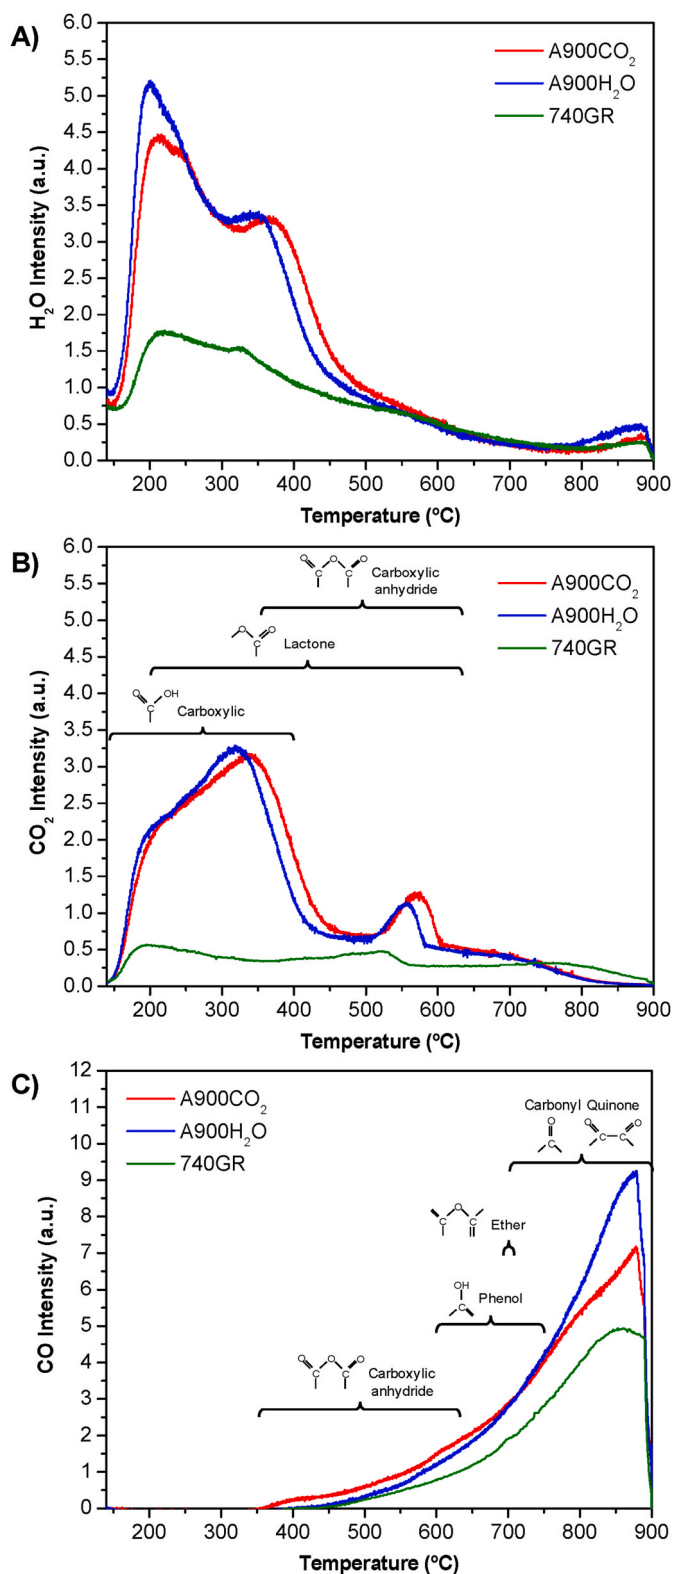 A)
6.0
5.5
5.0
4.5
4.0
3.5
3.0
2.5
2.0
1.5
1.0
0.5
0.0
H₂O Intensity (a.u.)
A900CO₂
A900H₂O
740GR
200 300 400 500 600 700 800 900
Temperature (ºC)
B)
6.0
5.5
5.0
4.5
4.0
3.5
3.0
2.5
2.0
1.5
1.0
0.5
0.0
CO₂ Intensity (a.u.)
O O O
C C
Carboxylic
anhydride
O O
C
Lactone
O OH
C
Carboxylic
A900CO₂
A900H₂O
740GR
200 300 400 500 600 700 800 900
Temperature (ºC)
C)
12
11
10
9
8
7
6
5
4
3
2
1
0
CO Intensity (a.u.)
A900CO₂
A900H₂O
740GR
Carbonyl Quinone
O O O
C C C
O
C C
Ether
OH
C
Phenol
O O O
C C
Carboxylic
anhydride
200 300 400 500 600 700 800 900
Temperature (ºC)